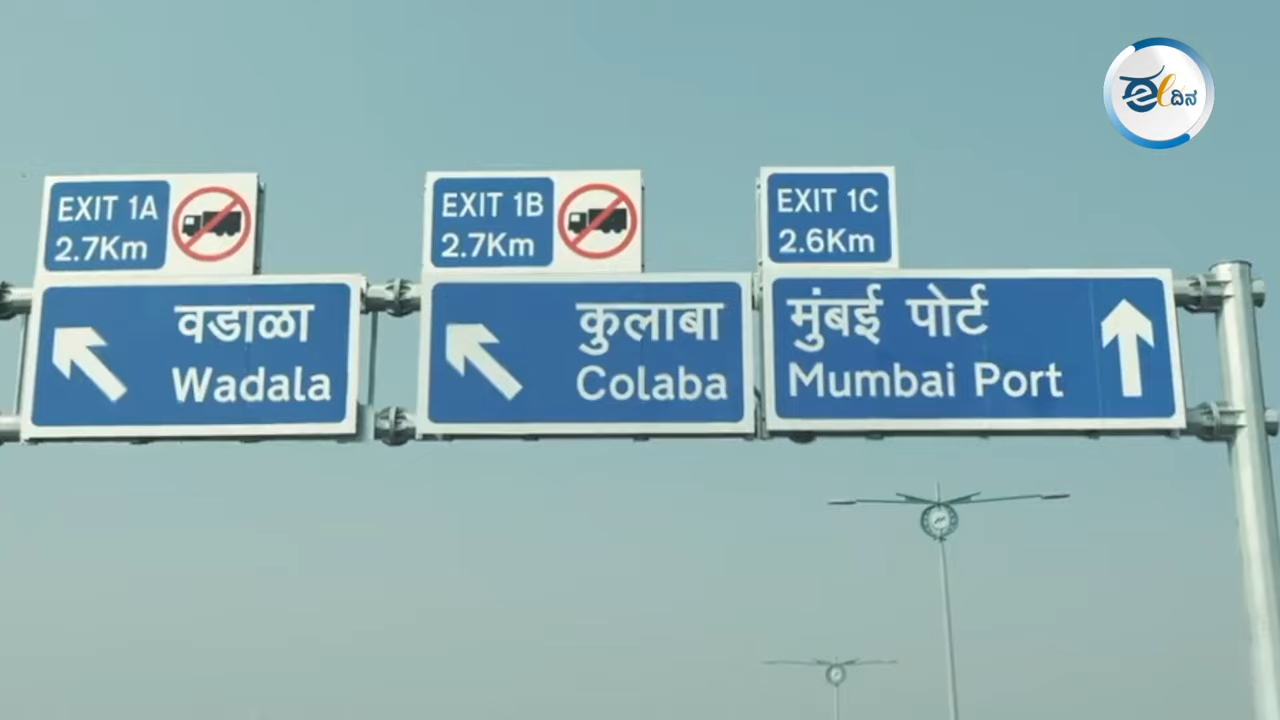 EXIT 1A
2.7Km
वडाळा
Wadala
EXIT 1B
2.7Km
कुलाबा
Colaba
EXIT 1C
2.6Km
मुंबई पोर्ट
Mumbai Port
ದಿನ